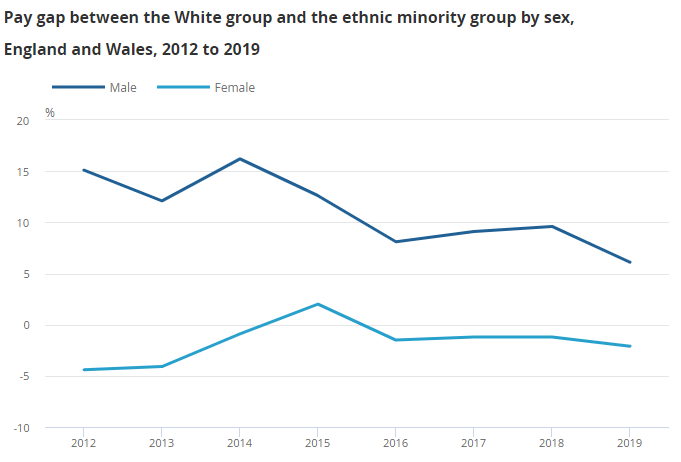 Pay gap between the White group and the ethnic minority group by sex,
England and Wales, 2012 to 2019
Male Female
%
20
15
10
5
0
-5
-10
2012 2013 2014 2015 2016 2017 2018 2019